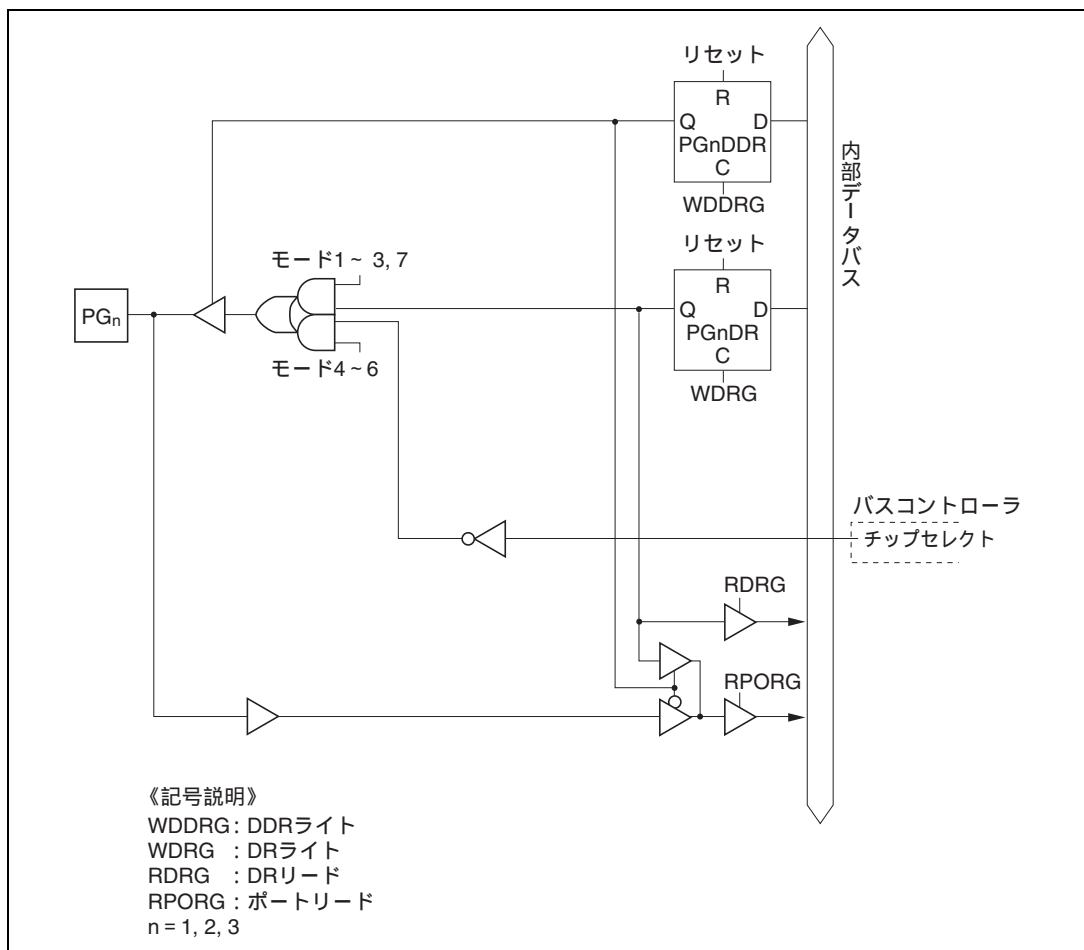 リセット
R
Q D
PGnDDR
C
WDDRG
内部データバス
リセット
モード1～3, 7
R
Q D
PGn
PGnDR
C
モード4～6
WDRG
バスコントローラ
チップセレクト
RDRG
RPORG
《記号説明》
WDDRG : DDRライト
WDRG : DRライト
RDRG : DRリード
RPORG : ポートリード
n = 1, 2, 3